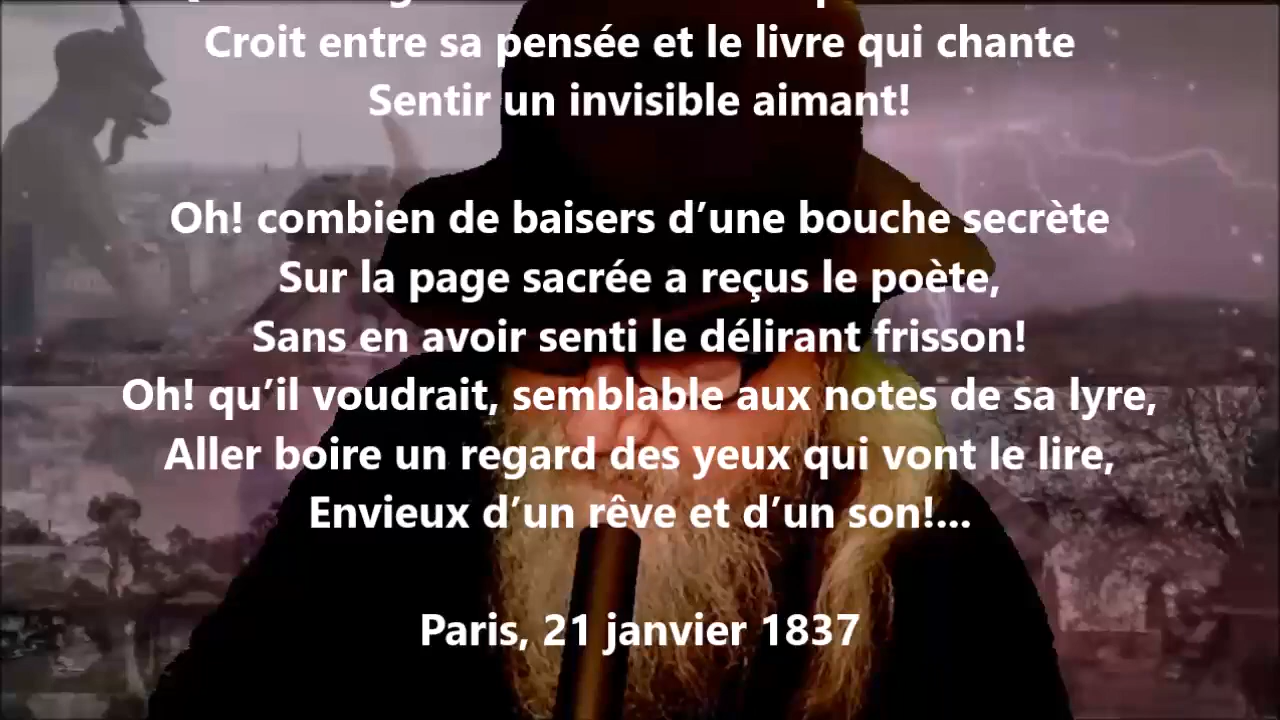 Croit entre sa pensée et le livre qui chante
Sentir un invisible aimant!
Oh! combien de baisers d’une bouche secrète
Sur la page sacrée a reçus le poète,
Sans en avoir senti le délirant frisson!
Oh! qu’il voudrait, semblable aux notes de sa lyre,
Aller boire un regard des yeux qui vont le lire,
Envieux d’un rêve et d’un son!...
Paris, 21 janvier 1837